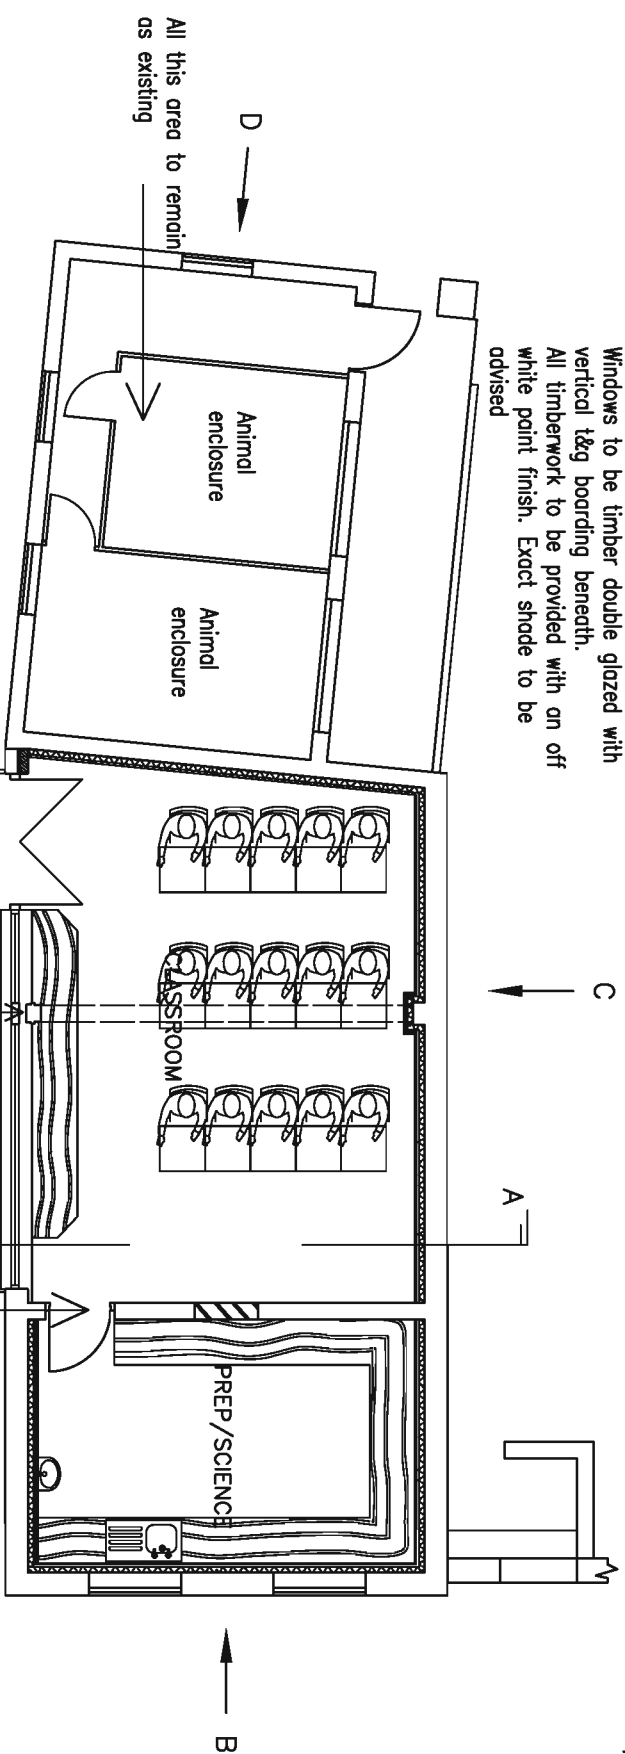 Windows to be timber double glazed with
vertical t&g boarding beneath.
All timberwork to be provided with an off
white paint finish. Exact shade to be
advised
All this area to remain
as existing
D
Animal
enclosure
Animal
enclosure
C
CLASSROOM
A
PREP/SCIENCE
B